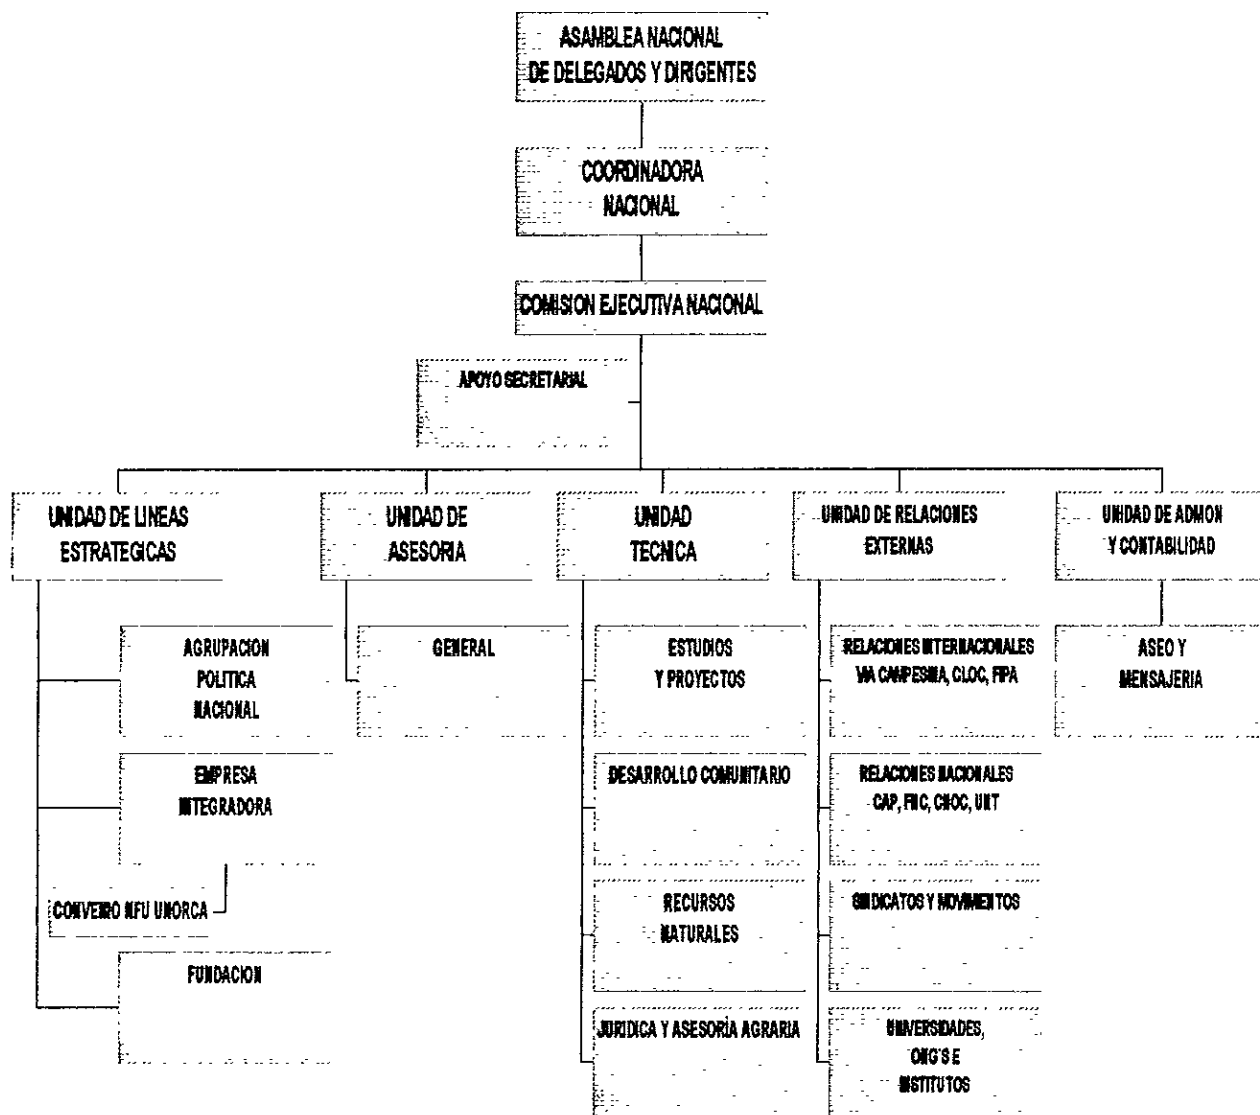 ASAMBLEA NACIONAL
DE DELEGADOS Y DIRIGENTES
COORDINADORA
NACIONAL
COMISION EJECUTIVA NACIONAL
APOYO SECRETARIAL
UNIDAD DE LINEAS
ESTRATEGICAS
UNIDAD DE
ASESORIA
UNIDAD
TECNICA
UNIDAD DE RELACIONES
EXTERNAS
UNIDAD DE ADMON
Y CONTABILIDAD
AGRUPACION
POLITICA
NACIONAL
GENERAL
ESTUDIOS
Y PROYECTOS
RELACIONES INTERNACIONALES
VIA CAMPESINA, CLOC, FIPA
ASEO Y
MENSAJERIA
EMPRESA
INTEGRADORA
DESARROLLO COMUNITARIO
RELACIONES NACIONALES
CAP, FNC, CNOC, UNT
CONVENIO NFU UNORCA
RECURSOS
NATURALES
SINDICATOS Y MOVIMENTOS
FUNDACION
JURIDICA Y ASESORÍA AGRARIA
UNIVERSIDADES,
ONG'S E
INSTITUTOS